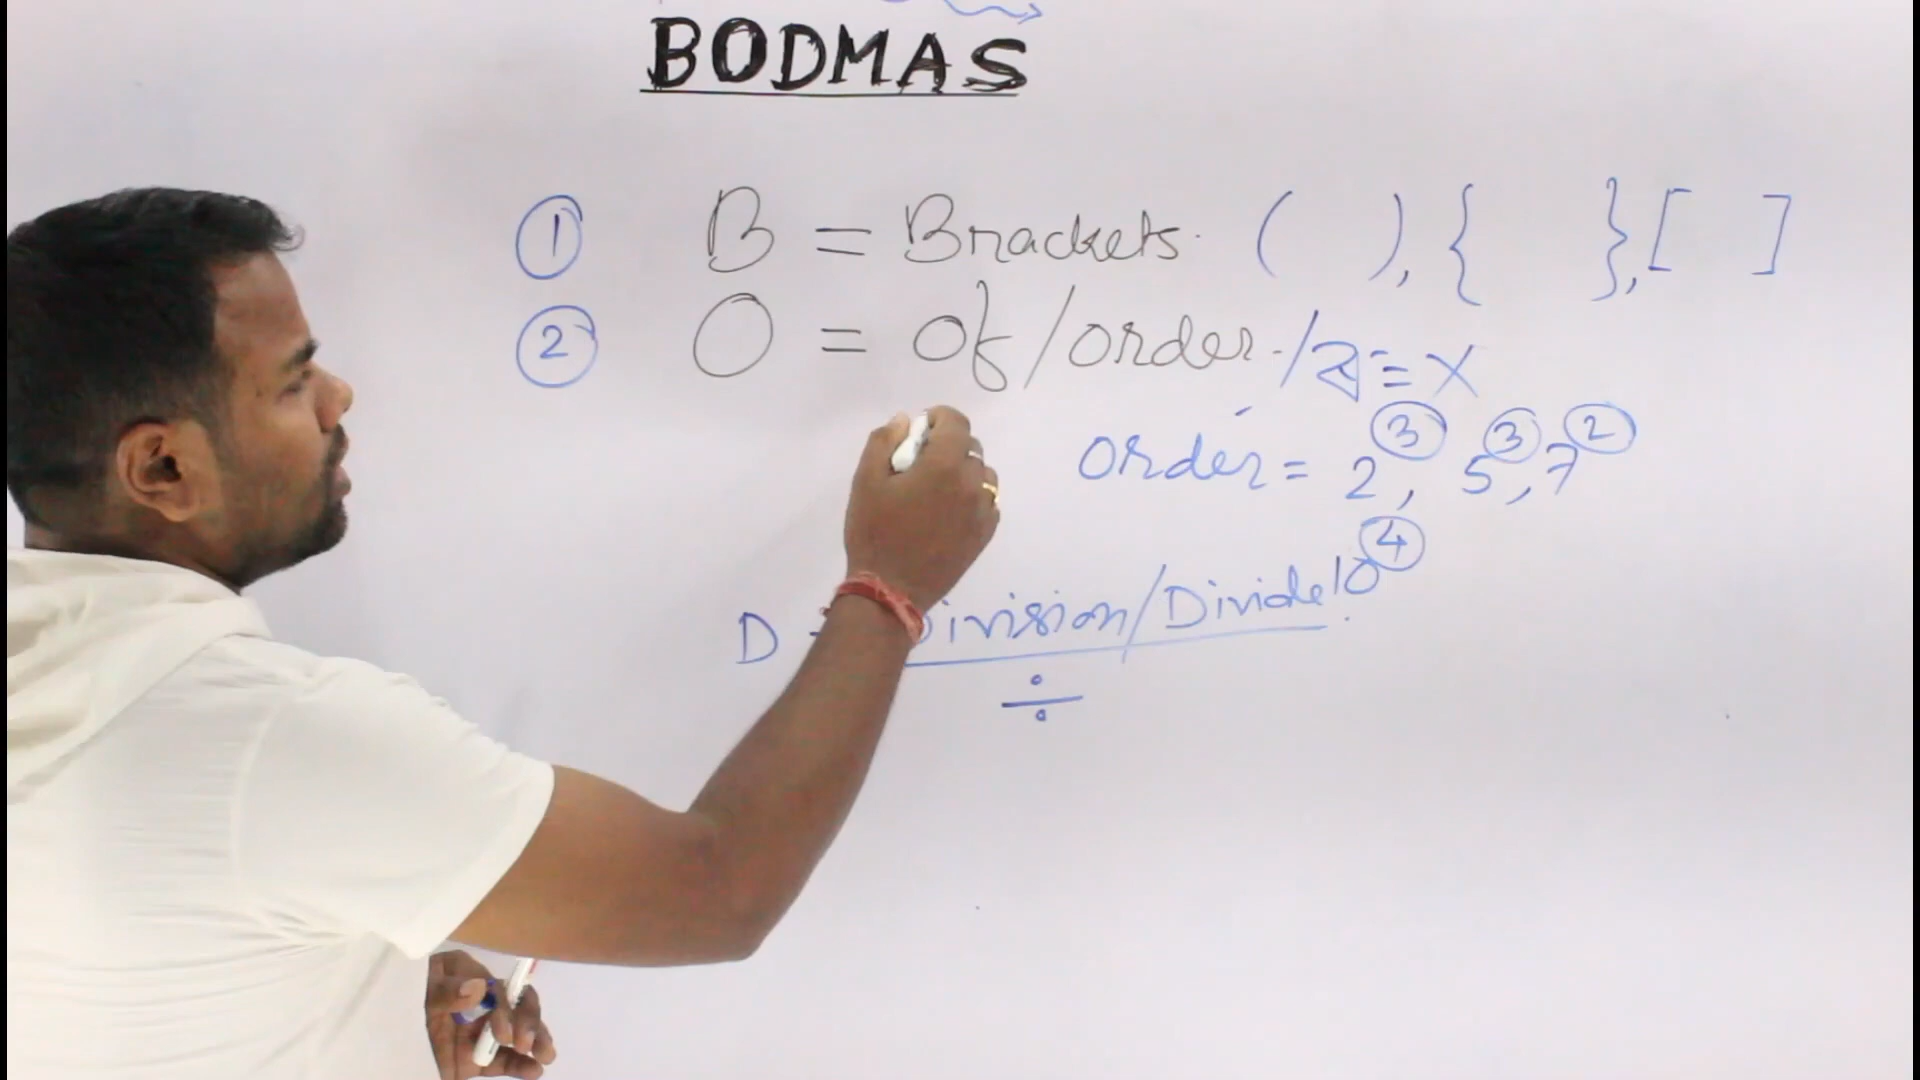 BODMAS
① B = Brackets. ( ), { }, [ ]
② O = Of/order./ = X
order = 2³, 5³, 7²
10⁴
D Division/Divide
÷